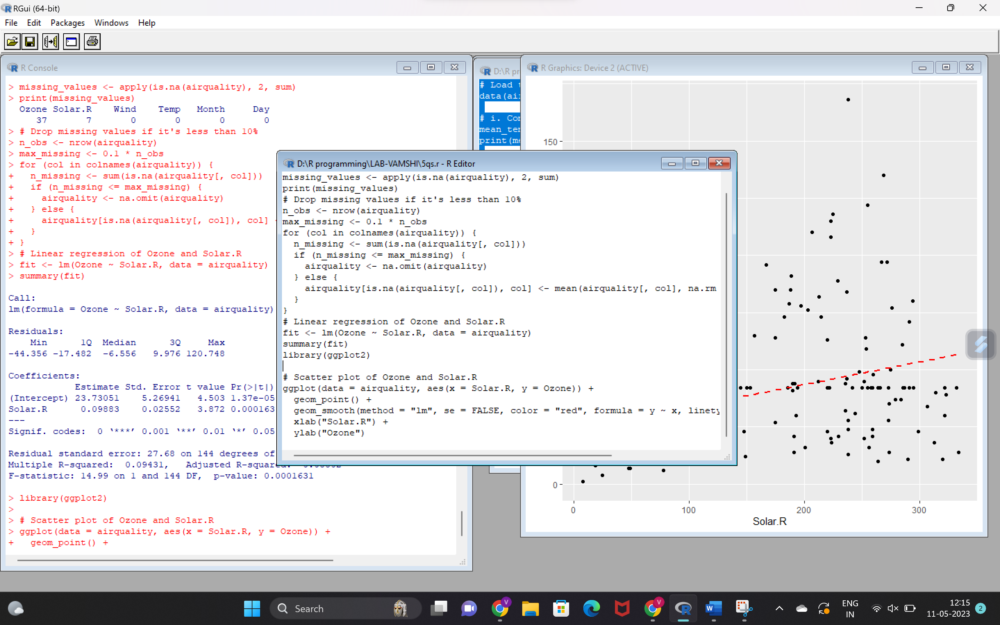 RGui (64-bit)
File Edit Packages Windows Help
R Console
> missing_values <- apply(is.na(airquality), 2, sum)
> print(missing_values)
Ozone Solar.R Wind Temp Month Day
37 7 0 0 0 0
> # Drop missing values if it's less than 10%
> n_obs <- nrow(airquality)
> max_missing <- 0.1 * n_obs
> for (col in colnames(airquality)) {
+ n_missing <- sum(is.na(airquality[, col]))
+ if (n_missing <= max_missing) {
+ airquality <- na.omit(airquality)
+ } else {
+ airquality[is.na(airquality[, col]), col]
+ }
+ }
> # Linear regression of Ozone and Solar.R
> fit <- lm(Ozone ~ Solar.R, data = airquality)
> summary(fit)
Call:
lm(formula = Ozone ~ Solar.R, data = airquality)
Residuals:
Min 1Q Median 3Q Max
-44.356 -17.482 -6.556 9.976 120.748
Coefficients:
Estimate Std. Error t value Pr(>|t|)
(Intercept) 23.73051 5.26941 4.503 1.37e-05
Solar.R 0.09883 0.02552 3.872 0.000163
---
Signif. codes: 0 ‘***’ 0.001 ‘**’ 0.01 ‘*’ 0.05
Residual standard error: 27.68 on 144 degrees of
Multiple R-squared: 0.09431, Adjusted R-squared:
F-statistic: 14.99 on 1 and 144 DF, p-value: 0.0001631
> library(ggplot2)
>
> # Scatter plot of Ozone and Solar.R
> ggplot(data = airquality, aes(x = Solar.R, y = Ozone)) +
+ geom_point() +
D:\R pr
# Load
data(ai
# i. Co
mean_te
print(m
D:\R programming\LAB-VAMSHI\5qs.r - R Editor
missing_values <- apply(is.na(airquality), 2, sum)
print(missing_values)
# Drop missing values if it's less than 10%
n_obs <- nrow(airquality)
max_missing <- 0.1 * n_obs
for (col in colnames(airquality)) {
n_missing <- sum(is.na(airquality[, col]))
if (n_missing <= max_missing) {
airquality <- na.omit(airquality)
} else {
airquality[is.na(airquality[, col]), col] <- mean(airquality[, col], na.rm
}
}
# Linear regression of Ozone and Solar.R
fit <- lm(Ozone ~ Solar.R, data = airquality)
summary(fit)
library(ggplot2)
# Scatter plot of Ozone and Solar.R
ggplot(data = airquality, aes(x = Solar.R, y = Ozone)) +
geom_point() +
geom_smooth(method = "lm", se = FALSE, color = "red", formula = y ~ x, linety
xlab("Solar.R") +
ylab("Ozone")
R Graphics: Device 2 (ACTIVE)
150
0
0 100 200 300
Solar.R
Search
ENG
IN
12:15
11-05-2023
2